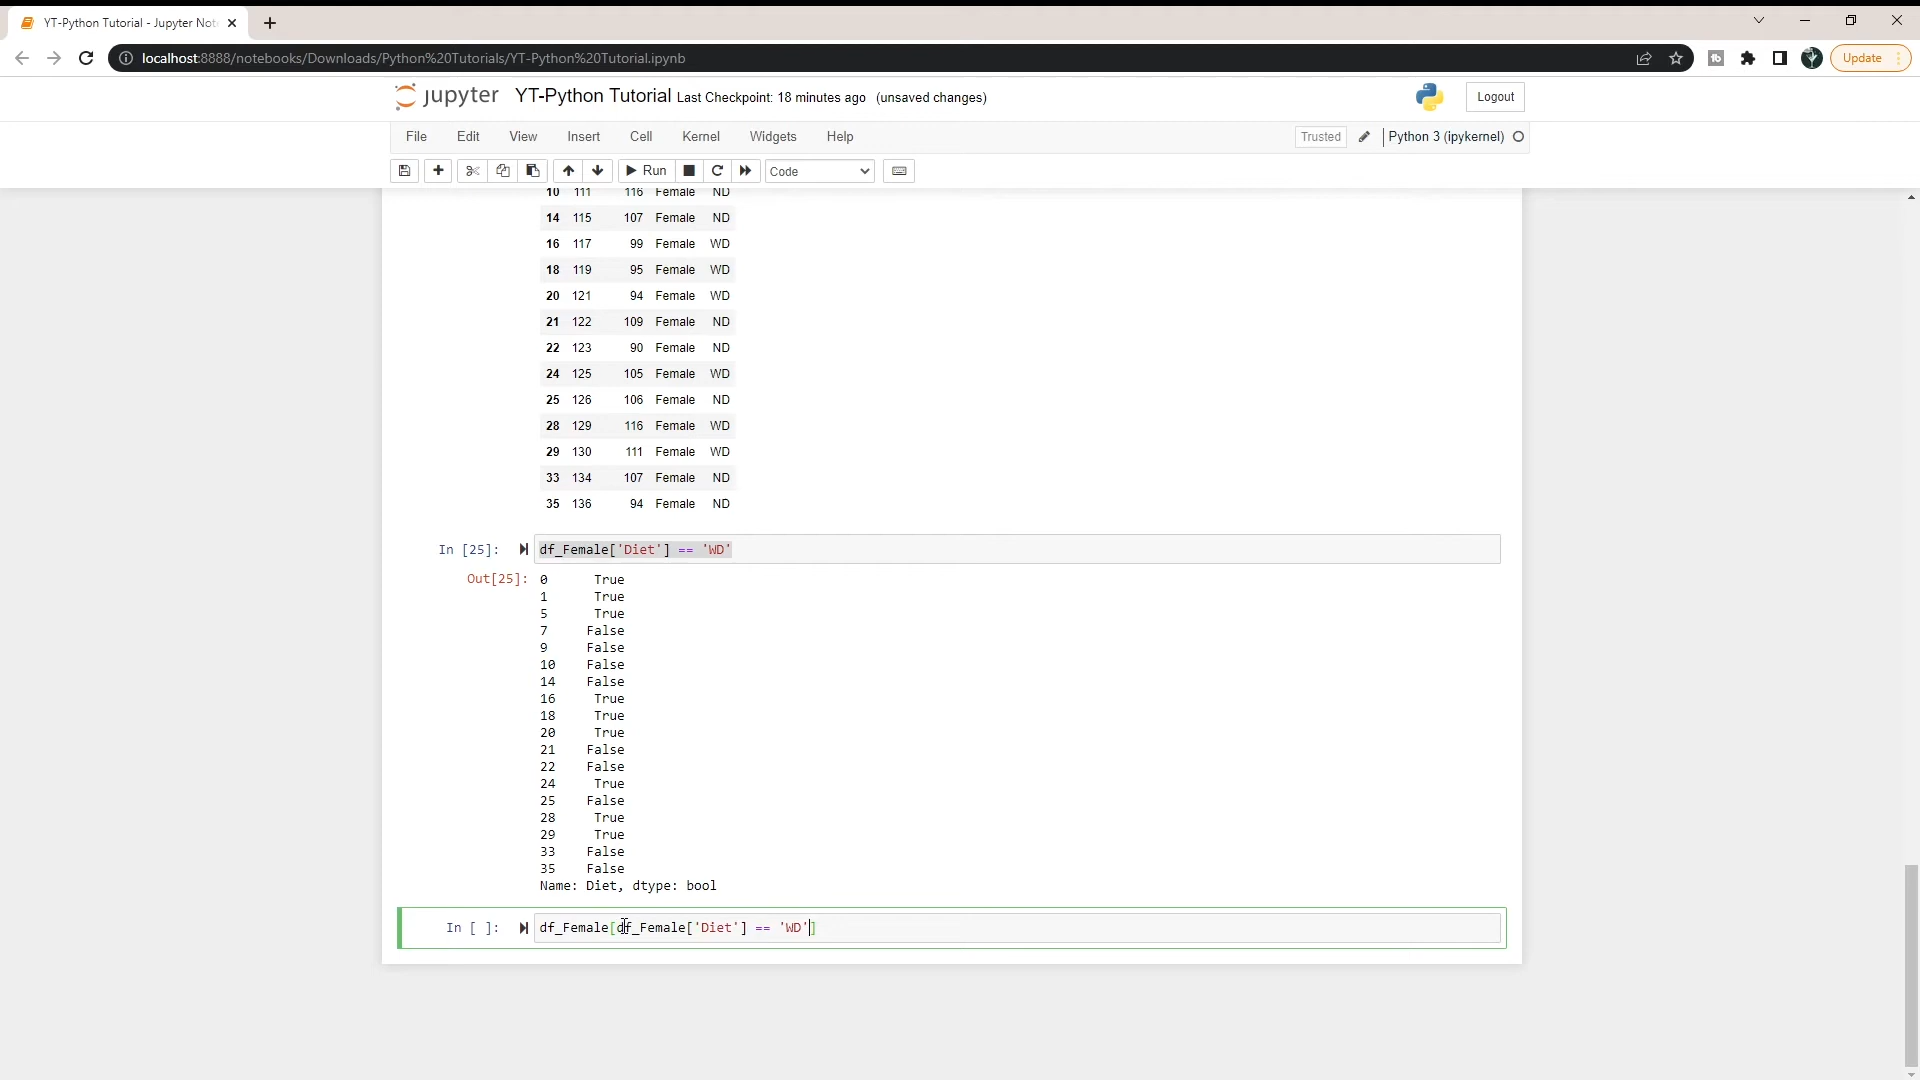 YT-Python Tutorial - Jupyter Not
localhost:8888/notebooks/Downloads/Python%20Tutorials/YT-Python%20Tutorial.ipynb
Update
jupyter YT-Python Tutorial Last Checkpoint: 18 minutes ago (unsaved changes)
Logout
File Edit View Insert Cell Kernel Widgets Help
Trusted Python 3 (ipykernel)
Run Code
10 111 116 Female ND
14 115 107 Female ND
16 117 99 Female WD
18 119 95 Female WD
20 121 94 Female WD
21 122 109 Female ND
22 123 90 Female ND
24 125 105 Female WD
25 126 106 Female ND
28 129 116 Female WD
29 130 111 Female WD
33 134 107 Female ND
35 136 94 Female ND
In [25]: df_Female['Diet'] == 'WD'
Out[25]: 0 True
1 True
5 True
7 False
9 False
10 False
14 False
16 True
18 True
20 True
21 False
22 False
24 True
25 False
28 True
29 True
33 False
35 False
Name: Diet, dtype: bool
In [ ]: df_Female[df_Female['Diet'] == 'WD']